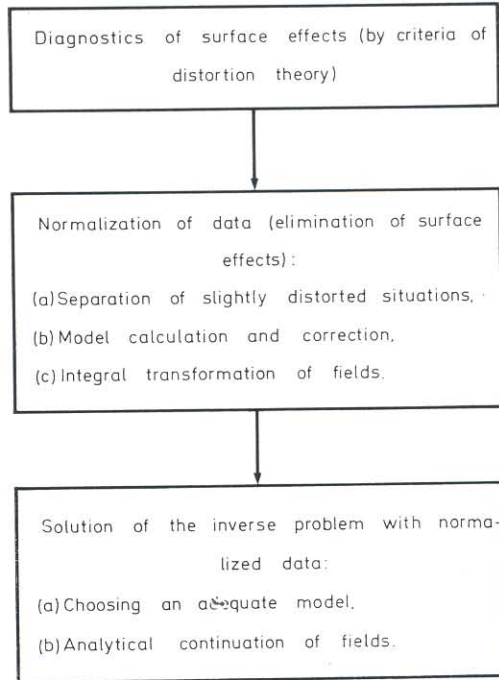 Diagnostics of surface effects (by criteria of
distortion theory)
Normalization of data (elimination of surface
effects):
(a) Separation of slightly distorted situations,
(b) Model calculation and correction,
(c) Integral transformation of fields.
Solution of the inverse problem with norma-
lized data:
(a) Choosing an adequate model,
(b) Analytical continuation of fields.